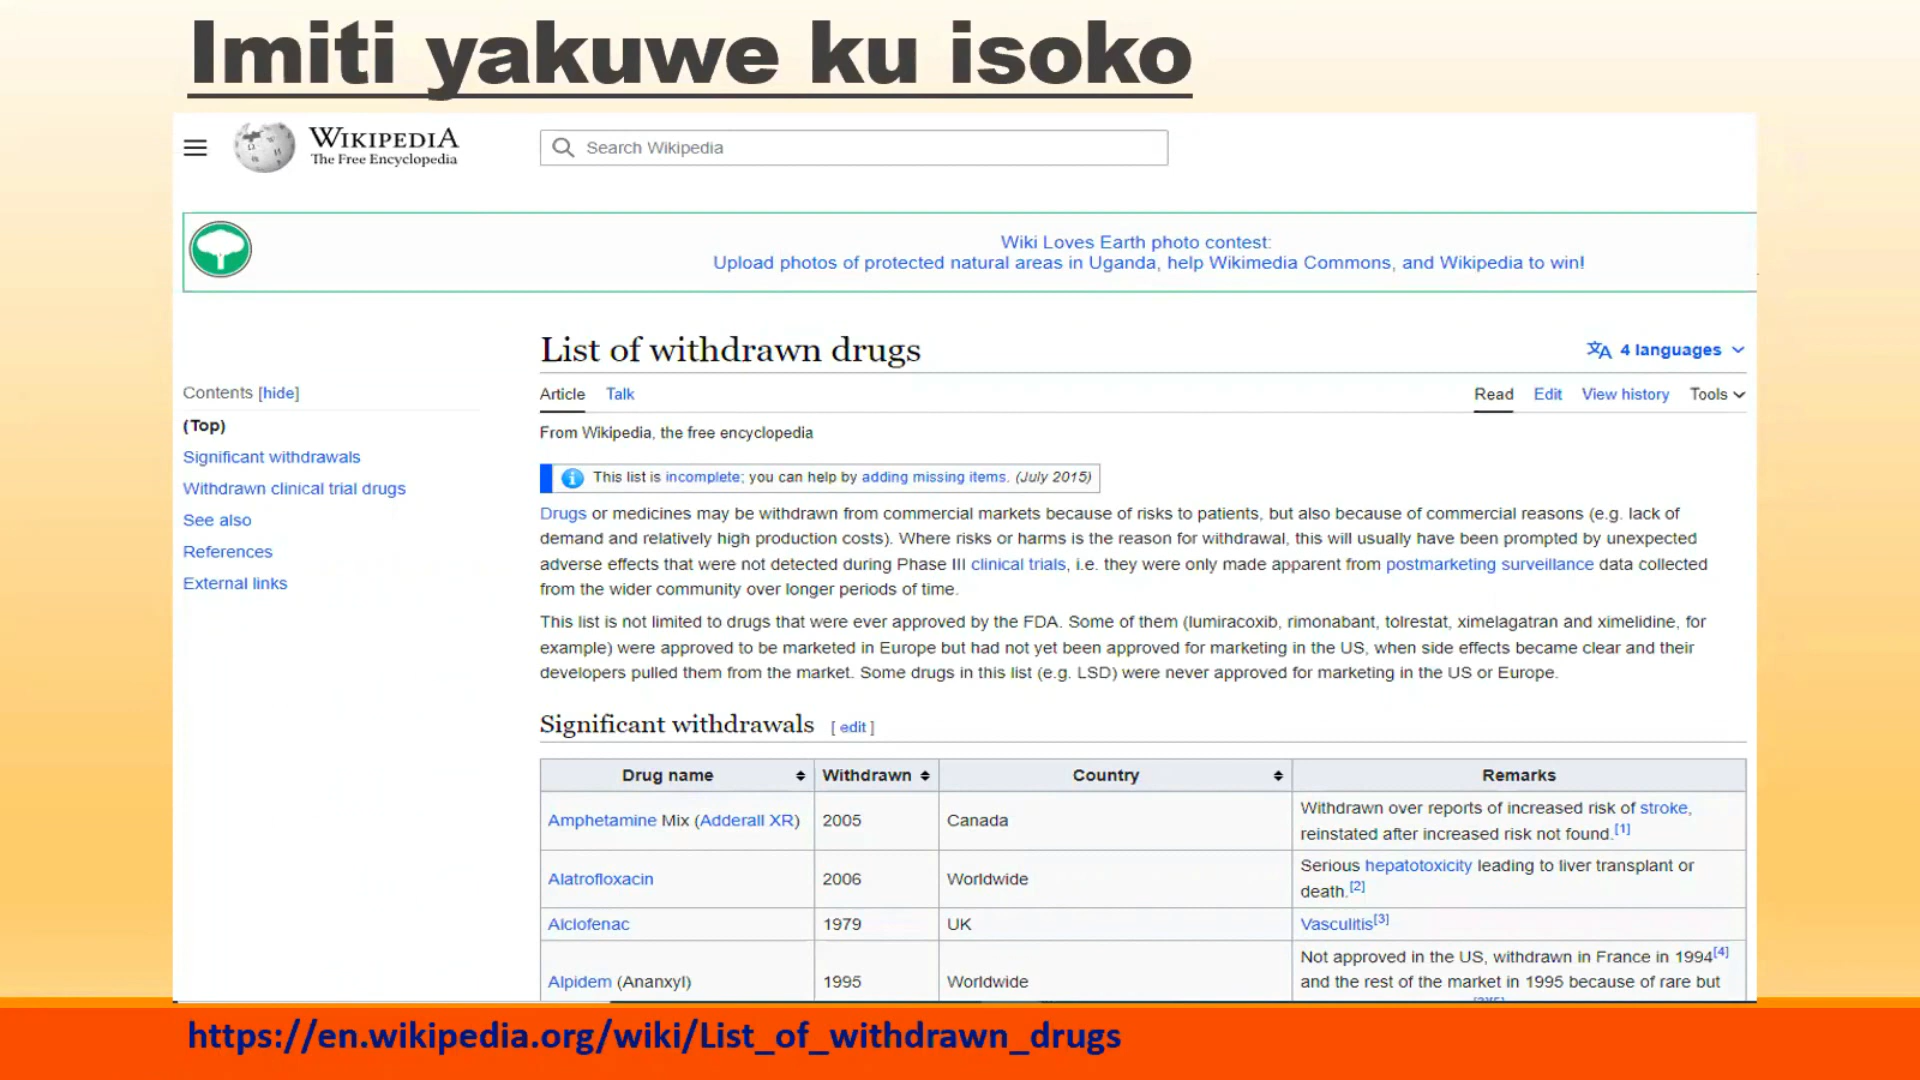 Imiti yakuwe ku isoko
WIKIPEDIA
The Free Encyclopedia
Search Wikipedia
Wiki Loves Earth photo contest:
Upload photos of protected natural areas in Uganda, help Wikimedia Commons, and Wikipedia to win!
List of withdrawn drugs
4 languages
Contents [hide]
(Top)
Significant withdrawals
Withdrawn clinical trial drugs
See also
References
External links
Article Talk
Read Edit View history Tools
From Wikipedia, the free encyclopedia
This list is incomplete; you can help by adding missing items. (July 2015)
Drugs or medicines may be withdrawn from commercial markets because of risks to patients, but also because of commercial reasons (e.g. lack of
demand and relatively high production costs). Where risks or harms is the reason for withdrawal, this will usually have been prompted by unexpected
adverse effects that were not detected during Phase III clinical trials, i.e. they were only made apparent from postmarketing surveillance data collected
from the wider community over longer periods of time.
This list is not limited to drugs that were ever approved by the FDA. Some of them (lumiracoxib, rimonabant, tolrestat, ximelagatran and ximelidine, for
example) were approved to be marketed in Europe but had not yet been approved for marketing in the US, when side effects became clear and their
developers pulled them from the market. Some drugs in this list (e.g. LSD) were never approved for marketing in the US or Europe.
Significant withdrawals [ edit ]
Drug name Withdrawn Country Remarks
Amphetamine Mix (Adderall XR) 2005 Canada Withdrawn over reports of increased risk of stroke,
reinstated after increased risk not found.[1]
Alatrofloxacin 2006 Worldwide Serious hepatotoxicity leading to liver transplant or
death.[2]
Alclofenac 1979 UK Vasculitis[3]
Alpidem (Ananxyl) 1995 Worldwide Not approved in the US, withdrawn in France in 1994[4]
and the rest of the market in 1995 because of rare but
https://en.wikipedia.org/wiki/List_of_withdrawn_drugs